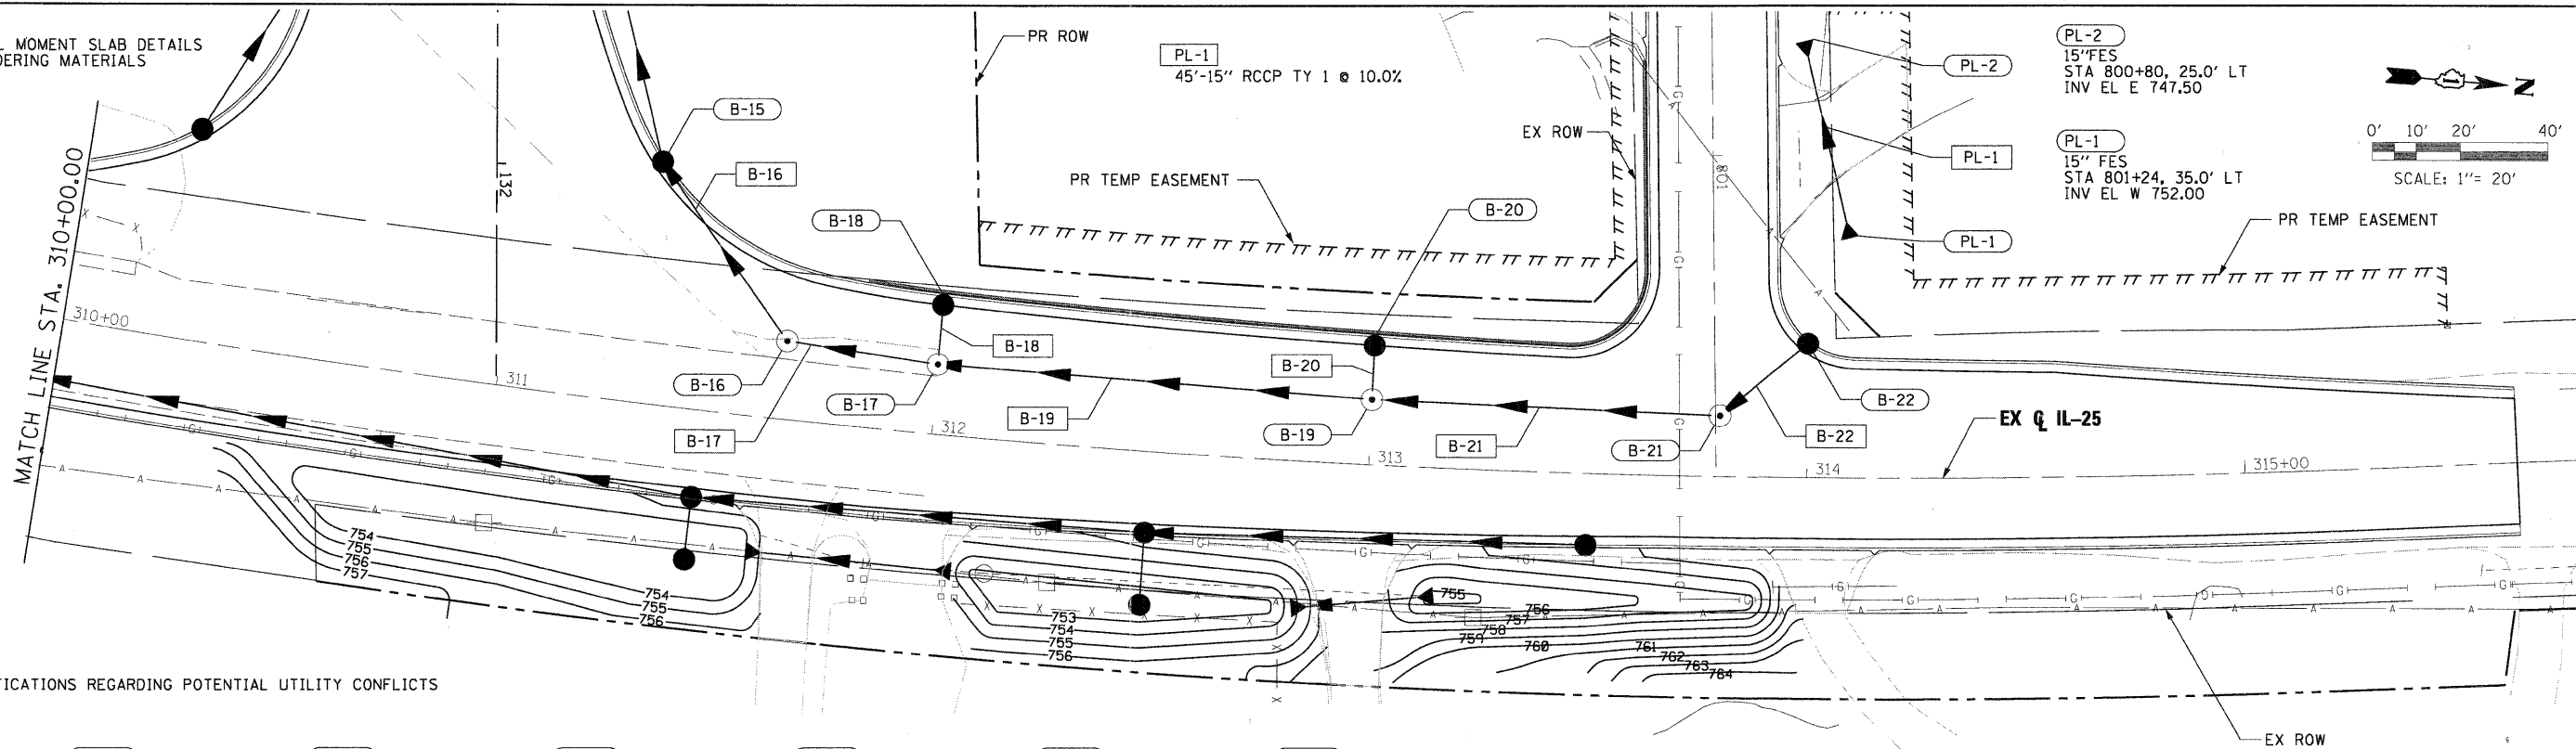 L MOMENT SLAB DETAILS
DERING MATERIALS
PR ROW
PL-1
45'-15" RCCP TY 1 @ 10.0%
EX ROW
PR TEMP EASEMENT
PL-2
PL-1
PL-1
PL-2
15"FES
STA 800+80, 25.0' LT
INV EL E 747.50
PL-1
15" FES
STA 801+24, 35.0' LT
INV EL W 752.00
N
0' 10' 20' 40'
SCALE: 1"= 20'
PR TEMP EASEMENT
MATCH LINE STA. 310+00.00
310+00
132
311
312
313
314
315+00
801
B-15
B-16
B-18
B-20
B-18
B-20
B-16
B-17
B-17
B-19
B-19
B-21
B-21
B-22
B-22
EX CL IL-25
754
755
756
757
754
755
756
753
754
755
756
755
756
757
758
759
760
761
762
763
764
TICATIONS REGARDING POTENTIAL UTILITY CONFLICTS
EX ROW